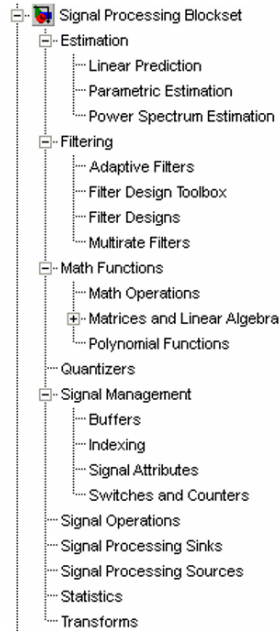 Signal Processing Blockset
Estimation
Linear Prediction
Parametric Estimation
Power Spectrum Estimation
Filtering
Adaptive Filters
Filter Design Toolbox
Filter Designs
Multirate Filters
Math Functions
Math Operations
Matrices and Linear Algebra
Polynomial Functions
Quantizers
Signal Management
Buffers
Indexing
Signal Attributes
Switches and Counters
Signal Operations
Signal Processing Sinks
Signal Processing Sources
Statistics
Transforms